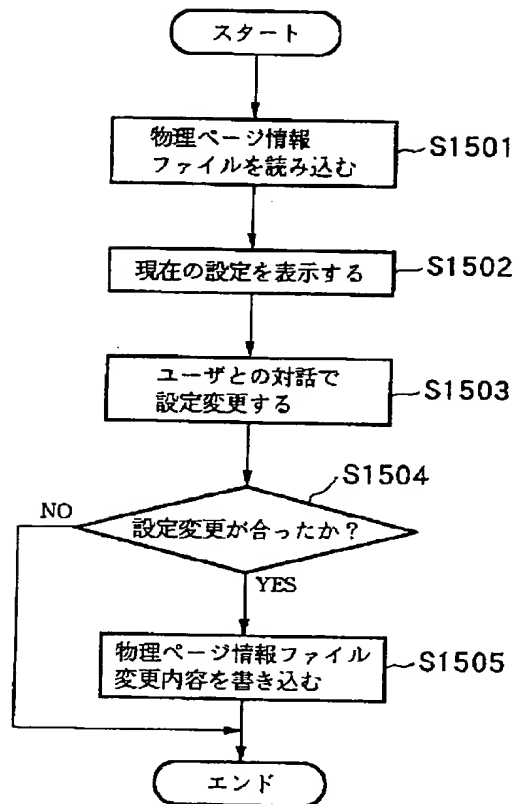 スタート
物理ページ情報
ファイルを読み込む
S1501
現在の設定を表示する
S1502
ユーザとの対話で
設定変更する
S1503
S1504
NO
設定変更が合ったか？
YES
物理ページ情報ファイル
変更内容を書き込む
S1505
エンド